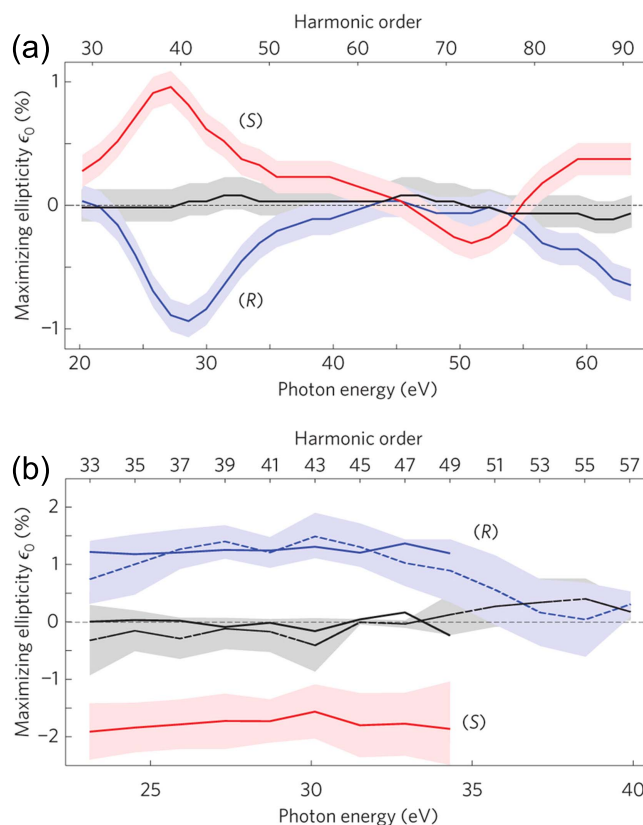 (a)
Harmonic order
30 40 50 60 70 80 90
Maximizing ellipticity ϵ0 (%)
1
0
−1
(S)
(R)
20 30 40 50 60
Photon energy (eV)
(b)
Harmonic order
33 35 37 39 41 43 45 47 49 51 53 55 57
Maximizing ellipticity ϵ0 (%)
2
1
0
−2
(R)
(S)
25 30 35 40
Photon energy (eV)